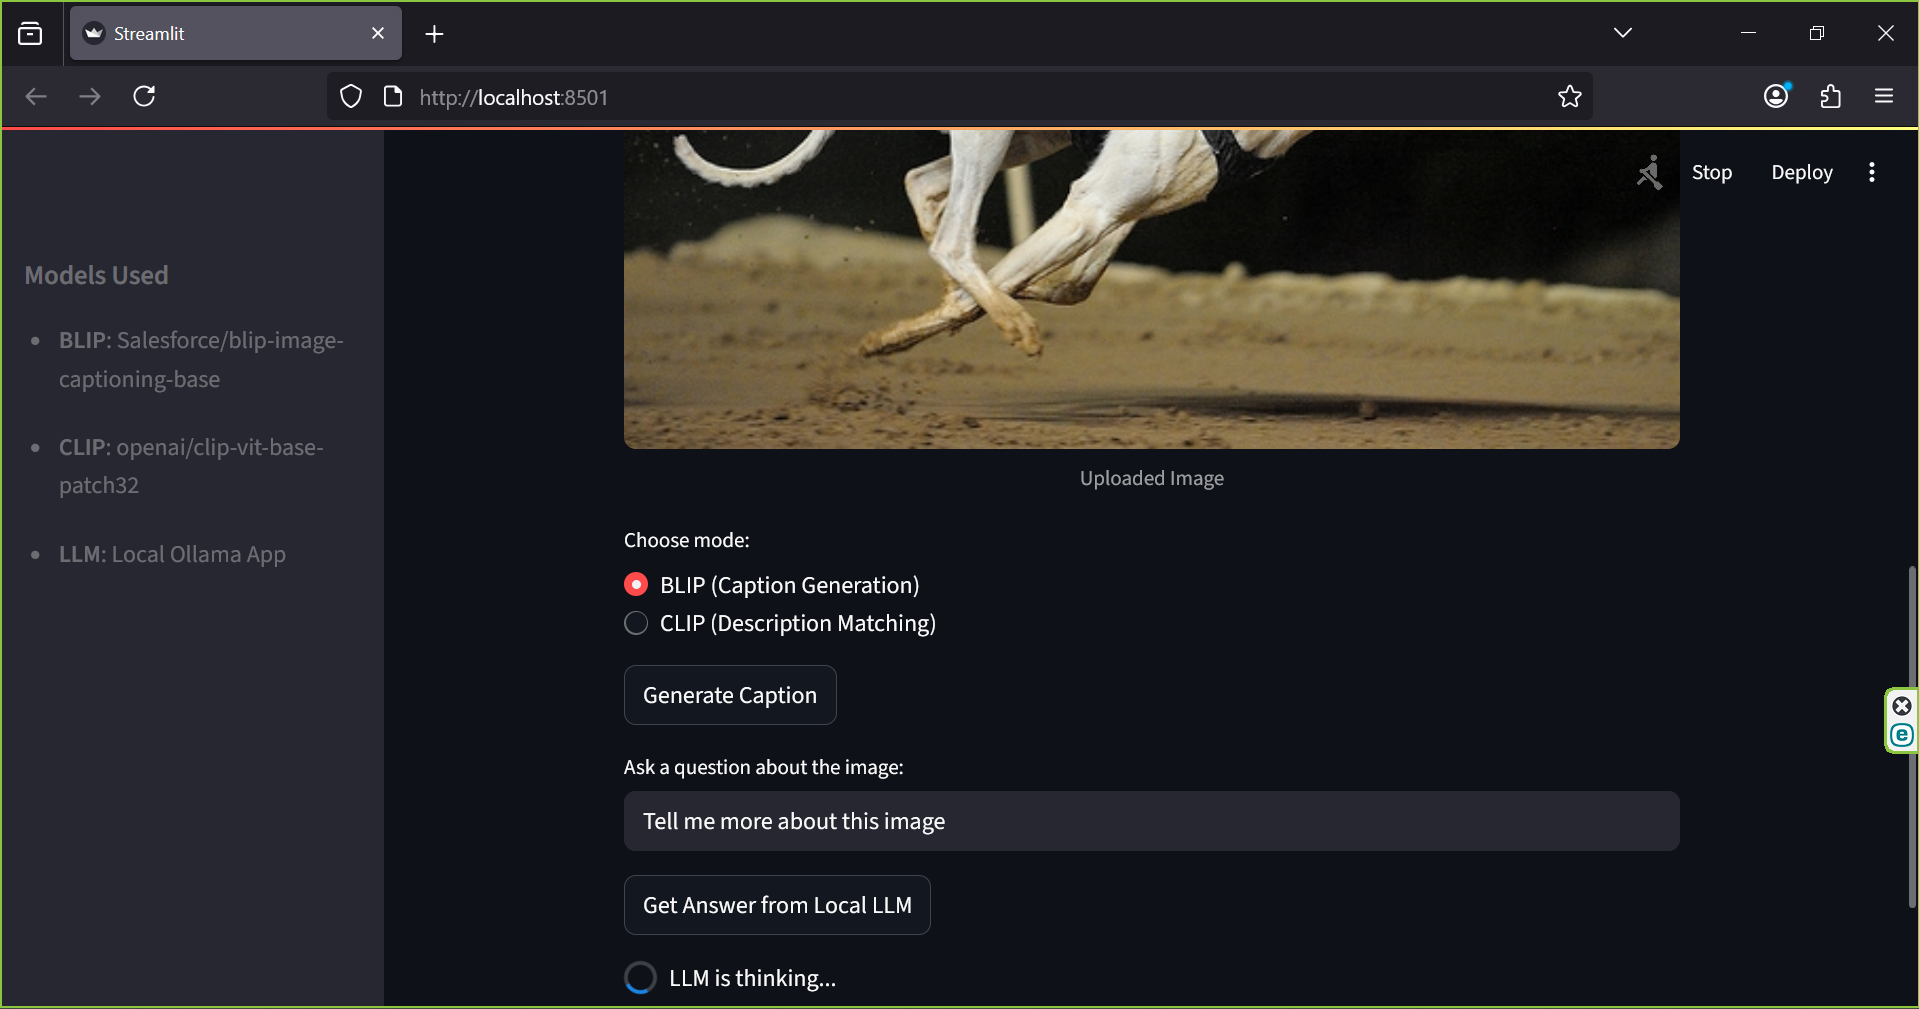 Streamlit
http://localhost:8501
Stop Deploy
Models Used
BLIP: Salesforce/blip-image-
captioning-base
CLIP: openai/clip-vit-base-
patch32
LLM: Local Ollama App
Uploaded Image
Choose mode:
BLIP (Caption Generation)
CLIP (Description Matching)
Generate Caption
Ask a question about the image:
Tell me more about this image
Get Answer from Local LLM
LLM is thinking...
e